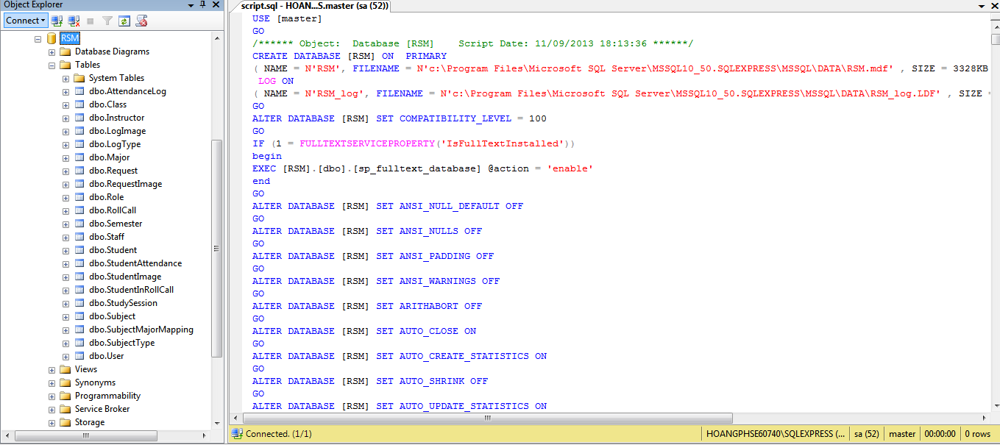 Object Explorer
Connect
RSM
Database Diagrams
Tables
System Tables
dbo.AttendanceLog
dbo.Class
dbo.Instructor
dbo.LogImage
dbo.LogType
dbo.Major
dbo.Request
dbo.RequestImage
dbo.Role
dbo.RollCall
dbo.Semester
dbo.Staff
dbo.Student
dbo.StudentAttendance
dbo.StudentImage
dbo.StudentInRollCall
dbo.StudySession
dbo.Subject
dbo.SubjectMajorMapping
dbo.SubjectType
dbo.User
Views
Synonyms
Programmability
Service Broker
Storage
script.sql - HOAN...S.master (sa (52))
USE [master]
GO
/****** Object:  Database [RSM]    Script Date: 11/09/2013 18:13:36 ******/
CREATE DATABASE [RSM] ON  PRIMARY
( NAME = N'RSM', FILENAME = N'c:\Program Files\Microsoft SQL Server\MSSQL10_50.SQLEXPRESS\MSSQL\DATA\RSM.mdf' , SIZE = 3328KB
LOG ON
( NAME = N'RSM_log', FILENAME = N'c:\Program Files\Microsoft SQL Server\MSSQL10_50.SQLEXPRESS\MSSQL\DATA\RSM_log.LDF' , SIZE =
GO
ALTER DATABASE [RSM] SET COMPATIBILITY_LEVEL = 100
GO
IF (1 = FULLTEXTSERVICEPROPERTY('IsFullTextInstalled'))
begin
EXEC [RSM].[dbo].[sp_fulltext_database] @action = 'enable'
end
GO
ALTER DATABASE [RSM] SET ANSI_NULL_DEFAULT OFF
GO
ALTER DATABASE [RSM] SET ANSI_NULLS OFF
GO
ALTER DATABASE [RSM] SET ANSI_PADDING OFF
GO
ALTER DATABASE [RSM] SET ANSI_WARNINGS OFF
GO
ALTER DATABASE [RSM] SET ARITHABORT OFF
GO
ALTER DATABASE [RSM] SET AUTO_CLOSE ON
GO
ALTER DATABASE [RSM] SET AUTO_CREATE_STATISTICS ON
GO
ALTER DATABASE [RSM] SET AUTO_SHRINK OFF
GO
ALTER DATABASE [RSM] SET AUTO_UPDATE_STATISTICS ON
Connected. (1/1)
HOANGPHSE60740\SQLEXPRESS (... sa (52) master 00:00:00 0 rows